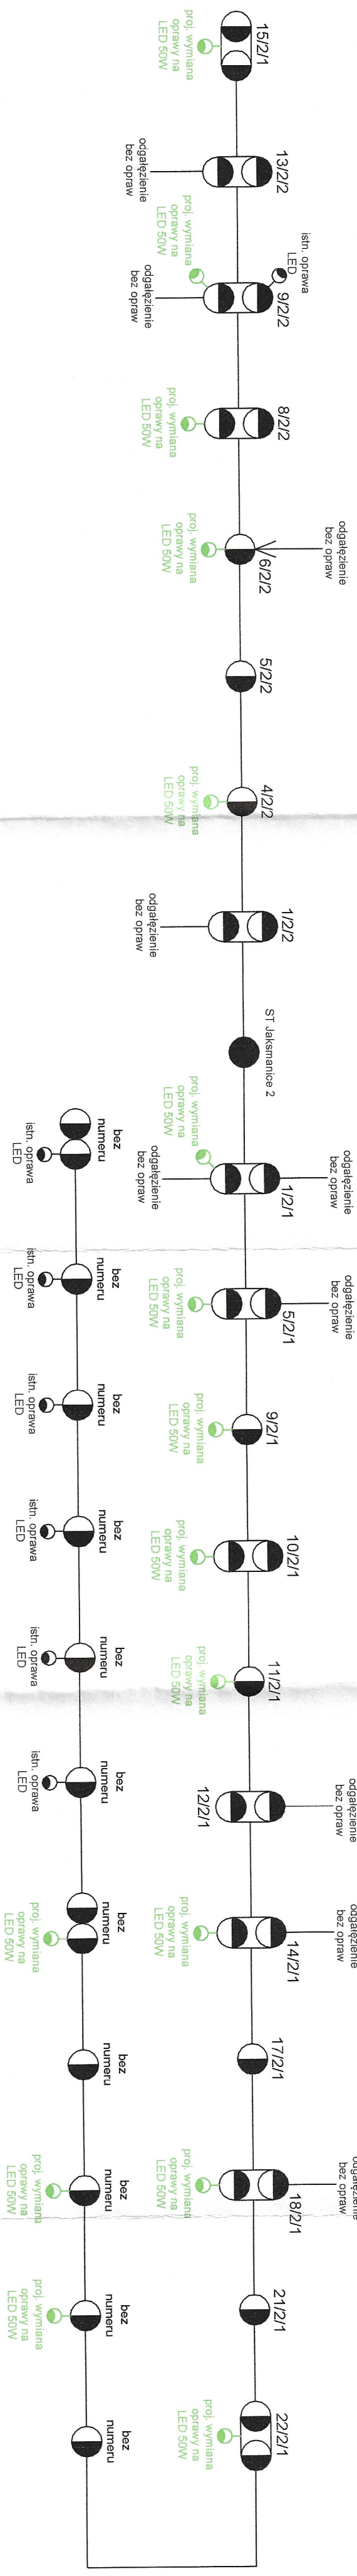 15/2/1
proj. wymiana
oprawy na
LED 50W
13/2/2
odgałęzienie
bez opraw
istn. oprawa
LED
9/2/2
proj. wymiana
oprawy na
LED 50W
odgałęzienie
bez opraw
8/2/2
proj. wymiana
oprawy na
LED 50W
odgałęzienie
bez opraw
6/2/2
proj. wymiana
oprawy na
LED 50W
5/2/2
4/2/2
proj. wymiana
oprawy na
LED 50W
1/2/2
odgałęzienie
bez opraw
ST Jaksmanice 2
odgałęzienie
bez opraw
1/2/1
proj. wymiana
oprawy na
LED 50W
odgałęzienie
bez opraw
odgałęzienie
bez opraw
5/2/1
proj. wymiana
oprawy na
LED 50W
9/2/1
proj. wymiana
oprawy na
LED 50W
10/2/1
proj. wymiana
oprawy na
LED 50W
11/2/1
proj. wymiana
oprawy na
LED 50W
odgałęzienie
bez opraw
12/2/1
odgałęzienie
bez opraw
14/2/1
proj. wymiana
oprawy na
LED 50W
17/2/1
odgałęzienie
bez opraw
18/2/1
proj. wymiana
oprawy na
LED 50W
21/2/1
22/2/1
proj. wymiana
oprawy na
LED 50W
bez
numeru
istn. oprawa
LED
bez
numeru
istn. oprawa
LED
bez
numeru
istn. oprawa
LED
bez
numeru
istn. oprawa
LED
bez
numeru
istn. oprawa
LED
bez
numeru
istn. oprawa
LED
bez
numeru
proj. wymiana
oprawy na
LED 50W
bez
numeru
bez
numeru
proj. wymiana
oprawy na
LED 50W
bez
numeru
proj. wymiana
oprawy na
LED 50W
bez
numeru